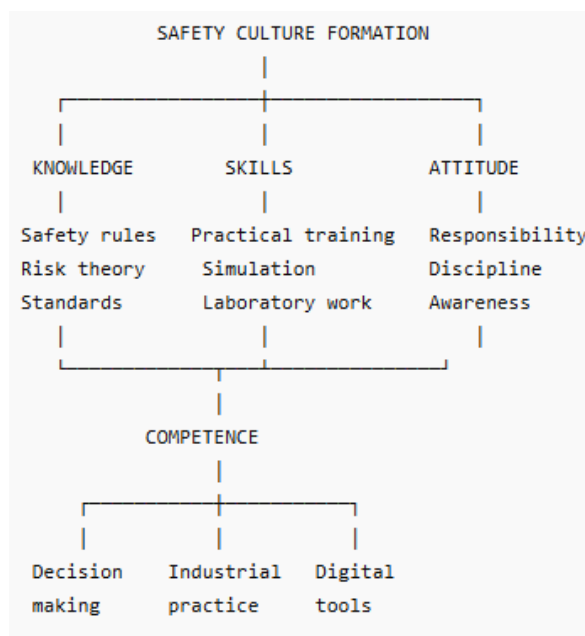 SAFETY CULTURE FORMATION
KNOWLEDGE SKILLS ATTITUDE
Safety rules Practical training Responsibility
Risk theory Simulation Discipline
Standards Laboratory work Awareness
COMPETENCE
Decision Industrial Digital
making practice tools